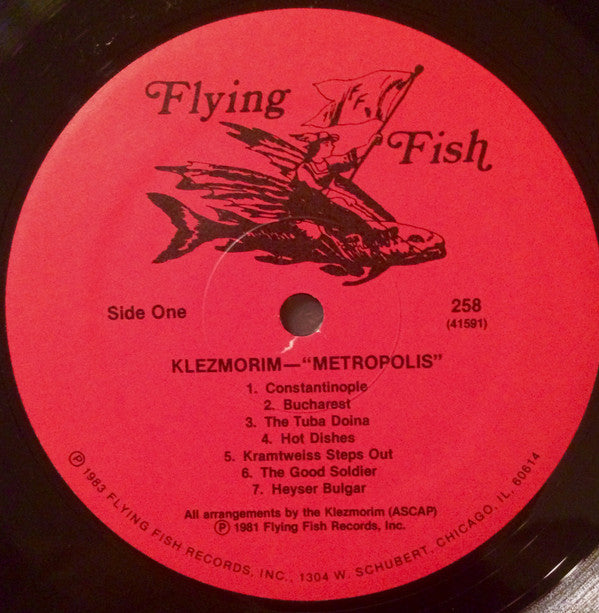 Flying
Fish
Side One
258
(41591)
KLEZMORIM—“METROPOLIS”
1. Constantinople
2. Bucharest
3. The Tuba Doina
4. Hot Dishes
5. Kramtweiss Steps Out
6. The Good Soldier
7. Heyser Bulgar
All arrangements by the Klezmorim (ASCAP)
Ⓟ 1981 Flying Fish Records, Inc.
Ⓟ 1983 FLYING FISH RECORDS, INC., 1304 W. SCHUBERT, CHICAGO, IL. 60614